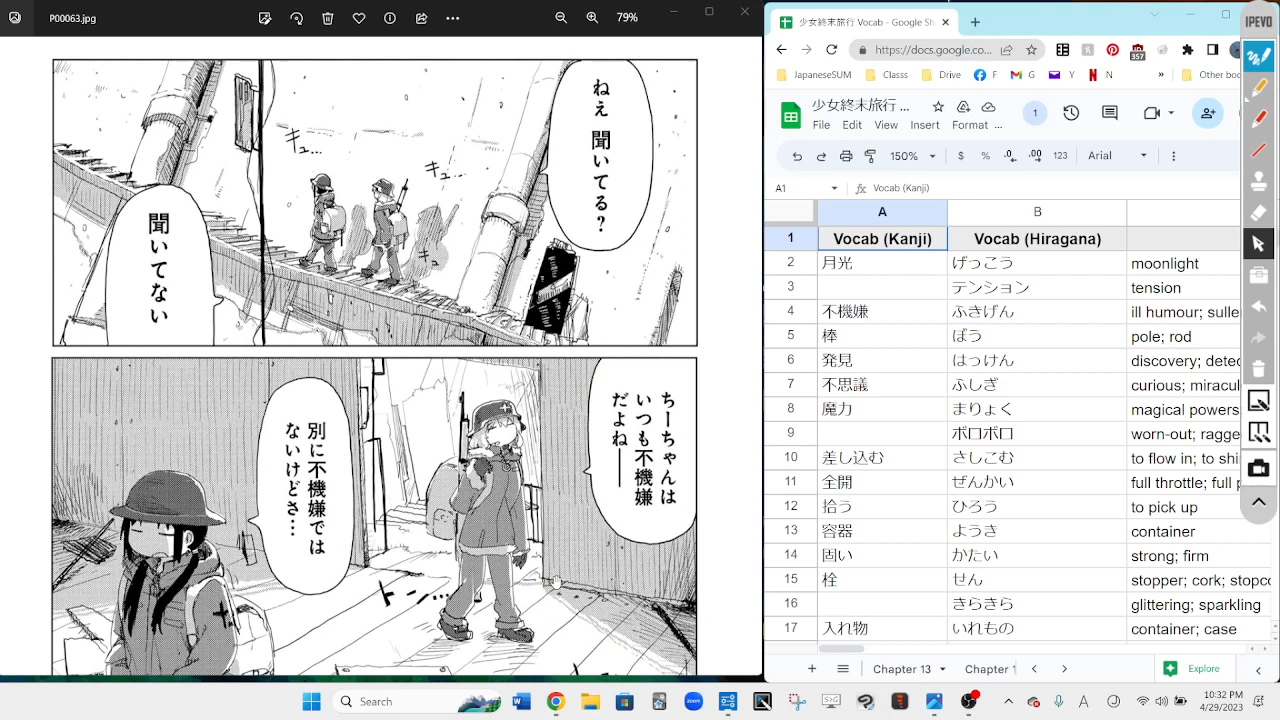 P00063.jpg
79%
ねえ 聞いてる?
キュ…
キュ…
キュ
聞いてない
ちーちゃんは
いつも不機嫌
だよね――
別に不機嫌では
ないけどさ…
トン…
少女終末旅行 Vocab - Google Sh
https://docs.google.co...
357
JapaneseSUM
Classs
Drive
F
G
Y
N
»
Other boo
少女終末旅行 ...
File Edit View Insert Format ...
1
150%
$
%
.0
.00
123
Arial
A1
fx
Vocab (Kanji)
A B
1 Vocab (Kanji) Vocab (Hiragana)
2 月光 げっこう moonlight
3 テンション tension
4 不機嫌 ふきげん ill humour; sulle
5 棒 ぼう pole; rod
6 発見 はっけん discovery; detec
7 不思議 ふしぎ curious; miracul
8 魔力 まりょく magical powers
9 ボロボロ worn-out; ragge
10 差し込む さしこむ to flow in; to shi
11 全開 ぜんかい full throttle; full p
12 拾う ひろう to pick up
13 容器 ようき container
14 固い かたい strong; firm
15 栓 せん stopper; cork; stopc
16 きらきら glittering; sparkling
17 入れ物 いれもの container; case
Chapter 13
Chapter 1
Explore
IPEVO
Search
zoom
A
10:32 PM
4/29/2023